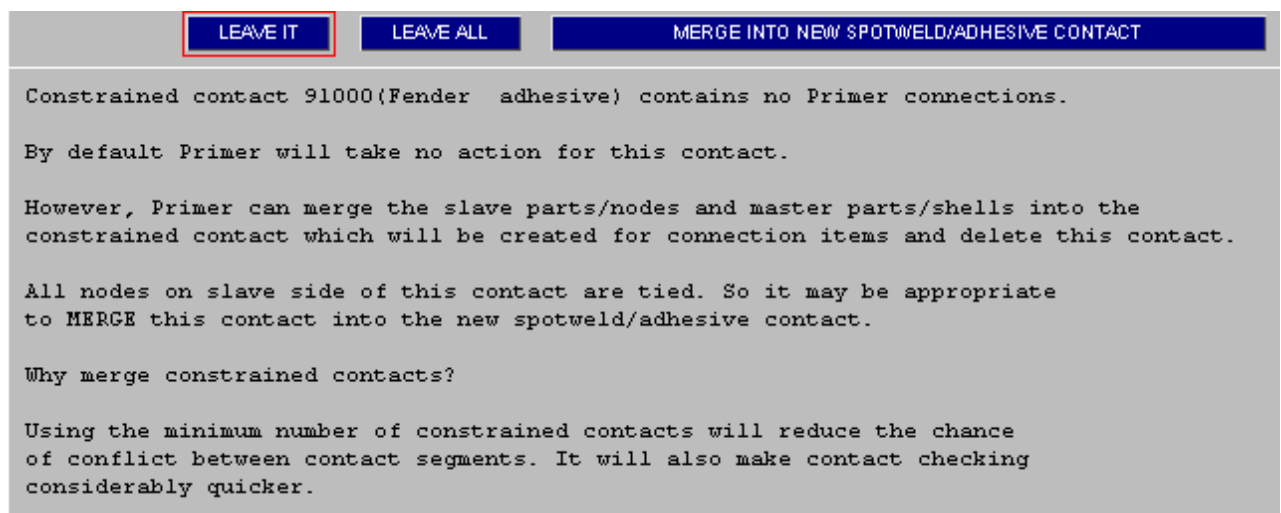 LEAVE IT LEAVE ALL MERGE INTO NEW SPOTWELD/ADHESIVE CONTACT
Constrained contact 91000(Fender  adhesive) contains no Primer connections.
By default Primer will take no action for this contact.
However, Primer can merge the slave parts/nodes and master parts/shells into the
constrained contact which will be created for connection items and delete this contact.
All nodes on slave side of this contact are tied. So it may be appropriate
to MERGE this contact into the new spotweld/adhesive contact.
Why merge constrained contacts?
Using the minimum number of constrained contacts will reduce the chance
of conflict between contact segments. It will also make contact checking
considerably quicker.